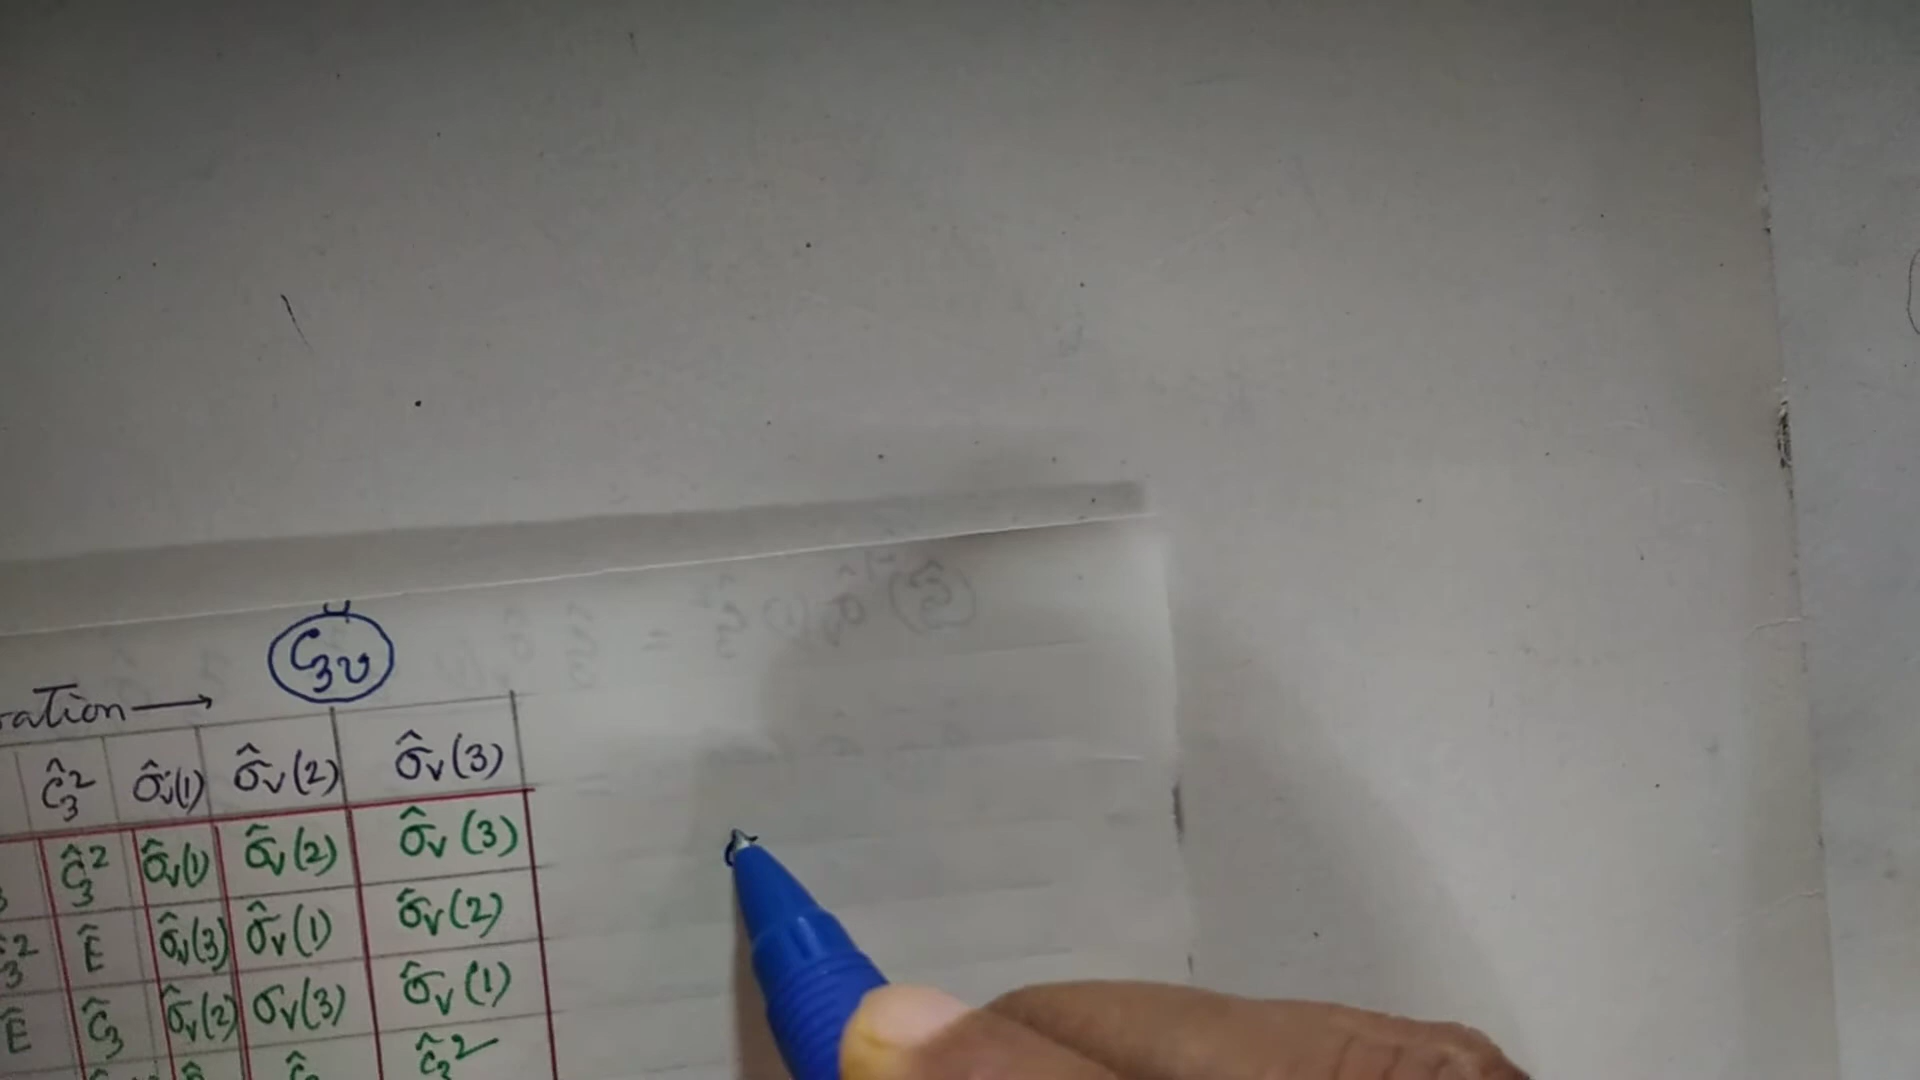 C₃ᵥ
ration →
Ĉ₃² σ̂ᵥ(1) σ̂ᵥ(2) σ̂ᵥ(3)
Ĉ₃² σ̂ᵥ(1) σ̂ᵥ(2) σ̂ᵥ(3)
Ê σ̂ᵥ(3) σ̂ᵥ(1) σ̂ᵥ(2)
Ê Ĉ₃ σ̂ᵥ(2) σᵥ(3) σ̂ᵥ(1)
Ĉ₃²